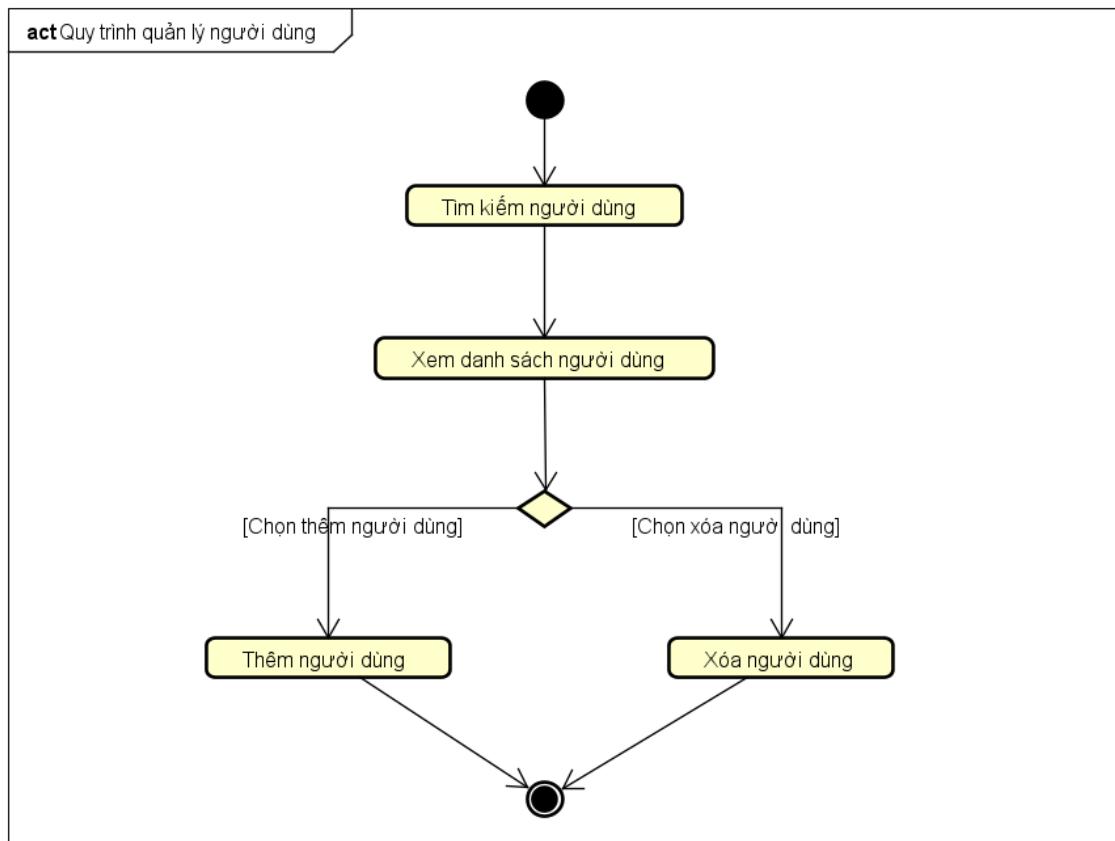 act Quy trình quản lý người dùng
Tìm kiếm người dùng
Xem danh sách người dùng
[Chọn thêm người dùng]
[Chọn xóa người dùng]
Thêm người dùng
Xóa người dùng